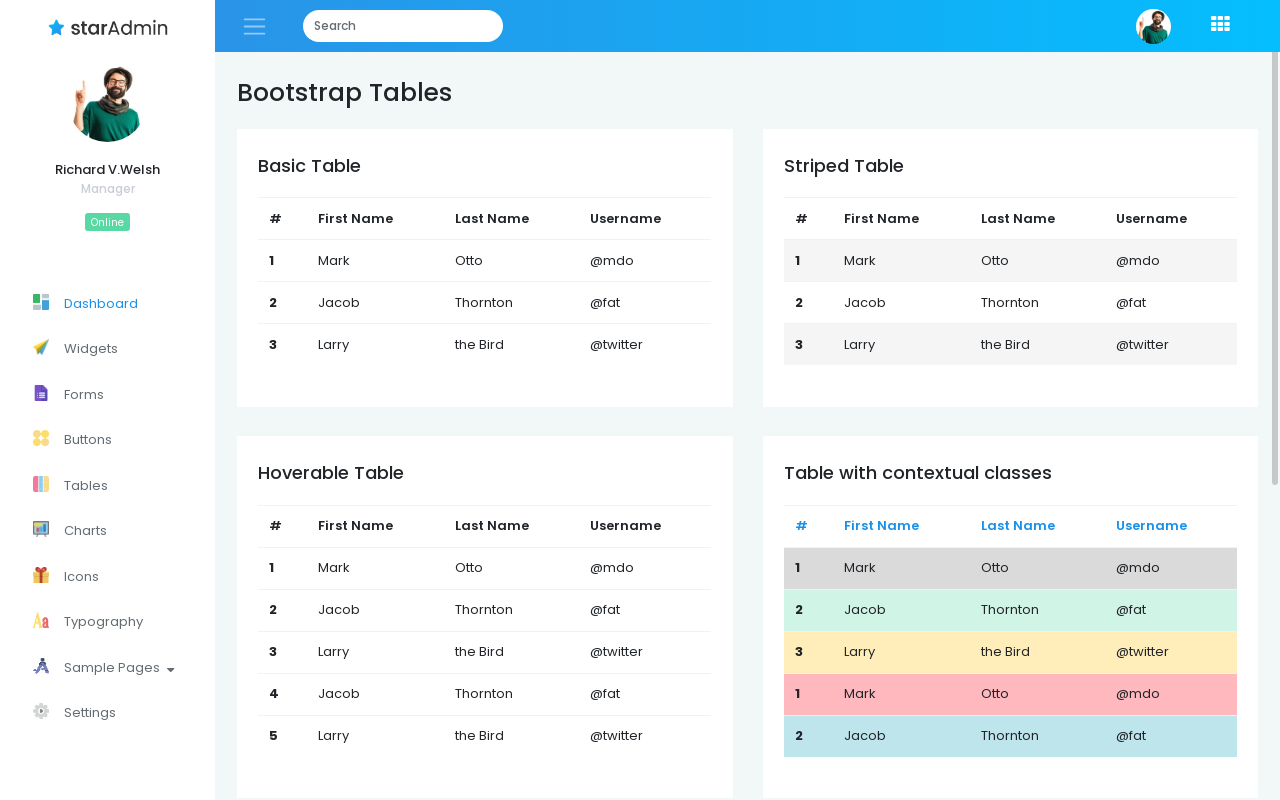 starAdmin
Search
Richard V.Welsh
Manager
Online
Dashboard
Widgets
Forms
Buttons
Tables
Charts
Icons
Typography
Sample Pages
Settings
Bootstrap Tables
Basic Table
# First Name Last Name Username
1 Mark Otto @mdo
2 Jacob Thornton @fat
3 Larry the Bird @twitter
Striped Table
# First Name Last Name Username
1 Mark Otto @mdo
2 Jacob Thornton @fat
3 Larry the Bird @twitter
Hoverable Table
# First Name Last Name Username
1 Mark Otto @mdo
2 Jacob Thornton @fat
3 Larry the Bird @twitter
4 Jacob Thornton @fat
5 Larry the Bird @twitter
Table with contextual classes
# First Name Last Name Username
1 Mark Otto @mdo
2 Jacob Thornton @fat
3 Larry the Bird @twitter
1 Mark Otto @mdo
2 Jacob Thornton @fat